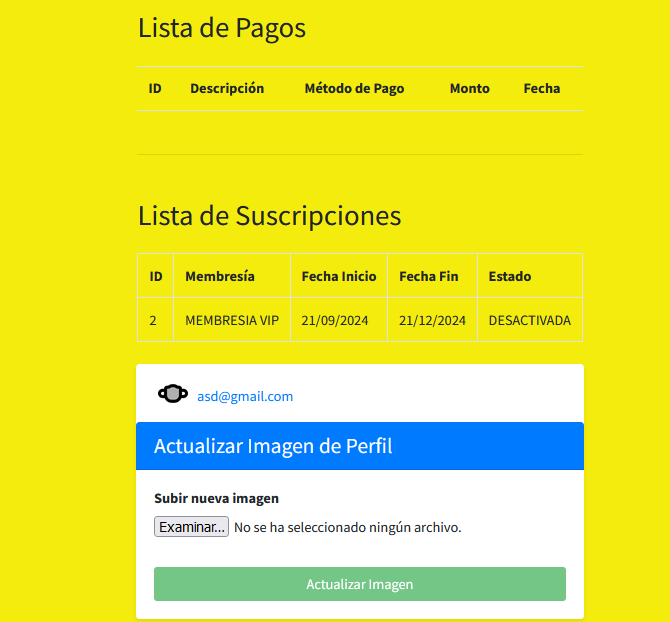 Lista de Pagos
ID Descripción Método de Pago Monto Fecha
Lista de Suscripciones
ID Membresía Fecha Inicio Fecha Fin Estado
2 MEMBRESIA VIP 21/09/2024 21/12/2024 DESACTIVADA
asd@gmail.com
Actualizar Imagen de Perfil
Subir nueva imagen
Examinar... No se ha seleccionado ningún archivo.
Actualizar Imagen